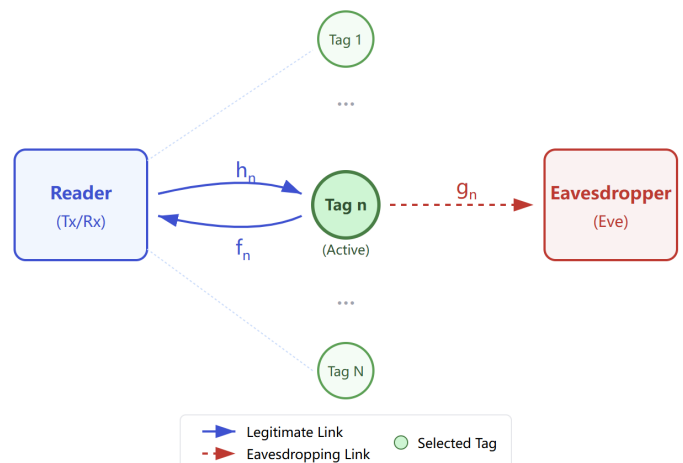 Tag 1
...
Reader
(Tx/Rx)
hn
fn
Tag n
(Active)
gn
Eavesdropper
(Eve)
...
Tag N
Legitimate Link
Eavesdropping Link
Selected Tag